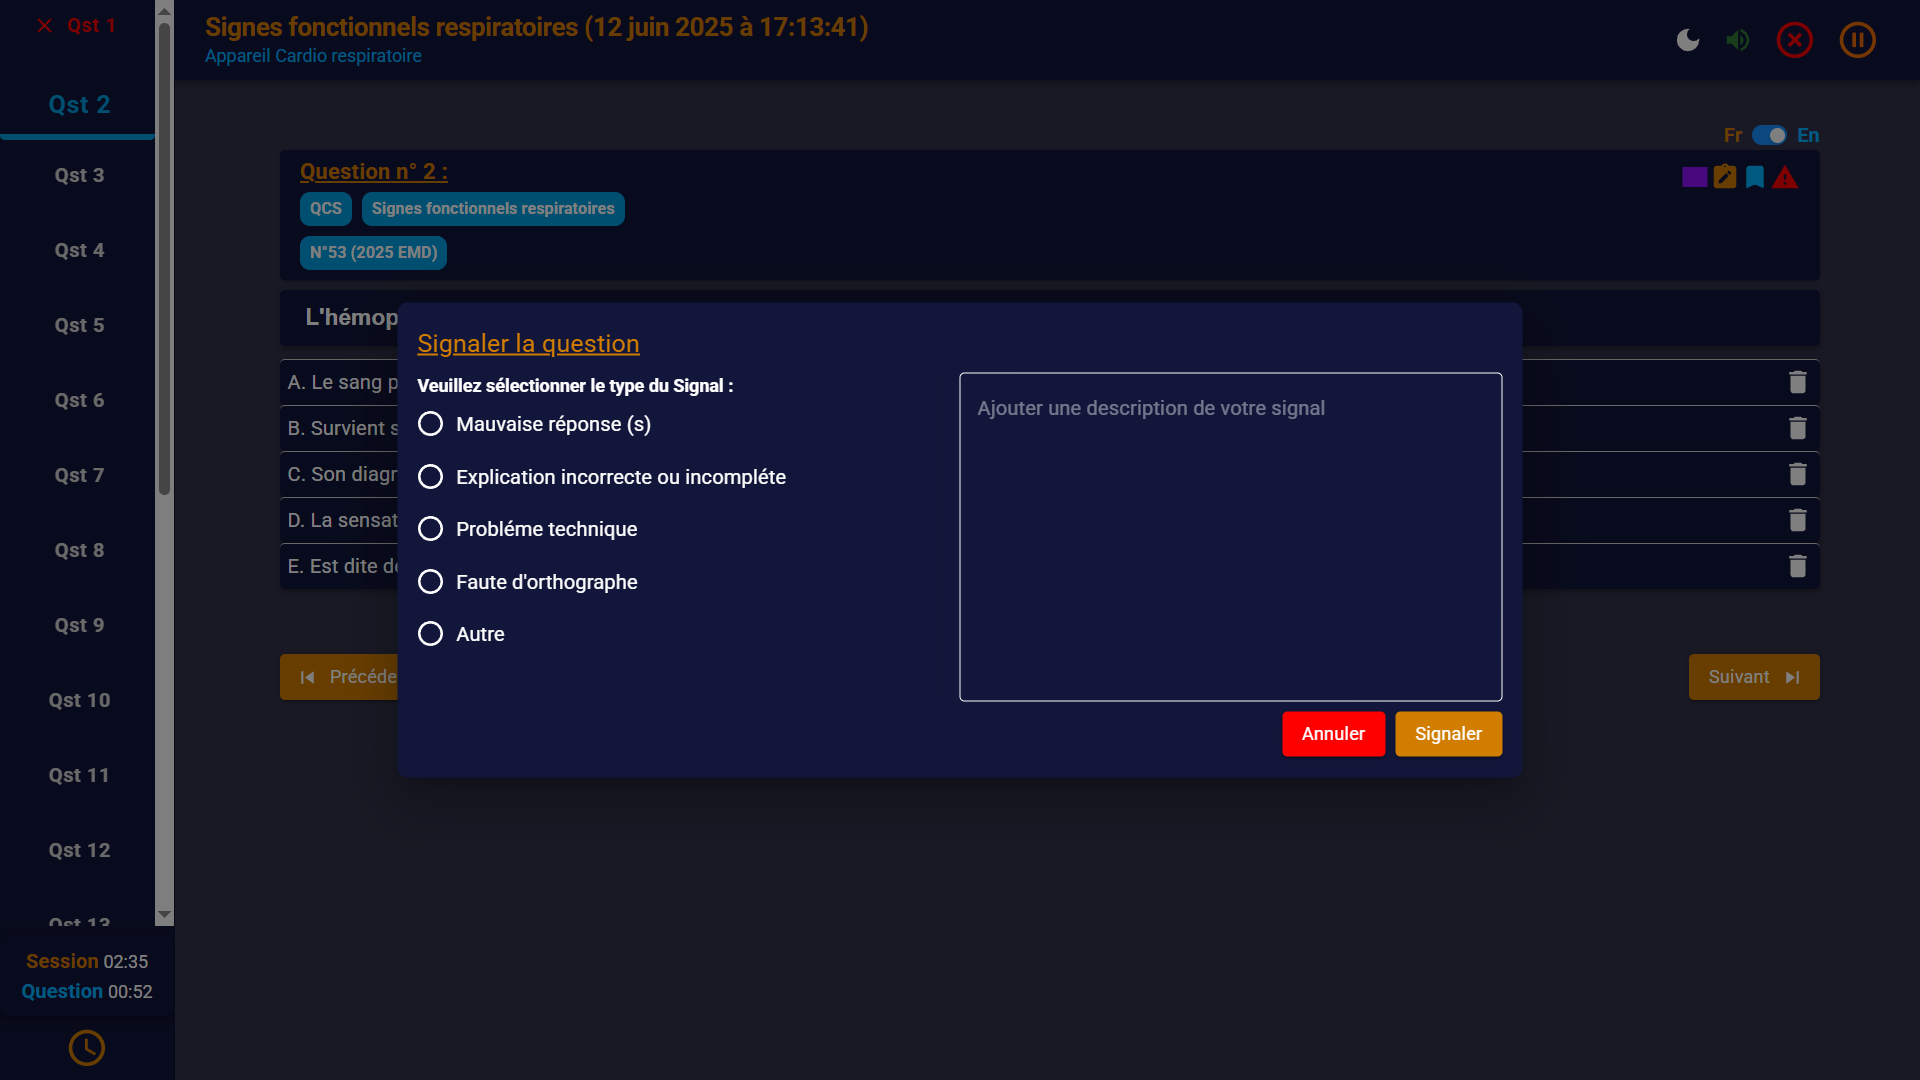 Qst 1
Qst 2
Qst 3
Qst 4
Qst 5
Qst 6
Qst 7
Qst 8
Qst 9
Qst 10
Qst 11
Qst 12
Qst 13
Session 02:35
Question 00:52
Signes fonctionnels respiratoires (12 juin 2025 à 17:13:41)
Appareil Cardio respiratoire
Fr En
Question n° 2 :
QCS Signes fonctionnels respiratoires
N°53 (2025 EMD)
L'hémop
A. Le sang p
B. Survient s
C. Son diagr
D. La sensat
E. Est dite de
Précéde
Suivant
Signaler la question
Veuillez sélectionner le type du Signal :
Mauvaise réponse (s)
Explication incorrecte ou incompléte
Probléme technique
Faute d'orthographe
Autre
Ajouter une description de votre signal
Annuler
Signaler